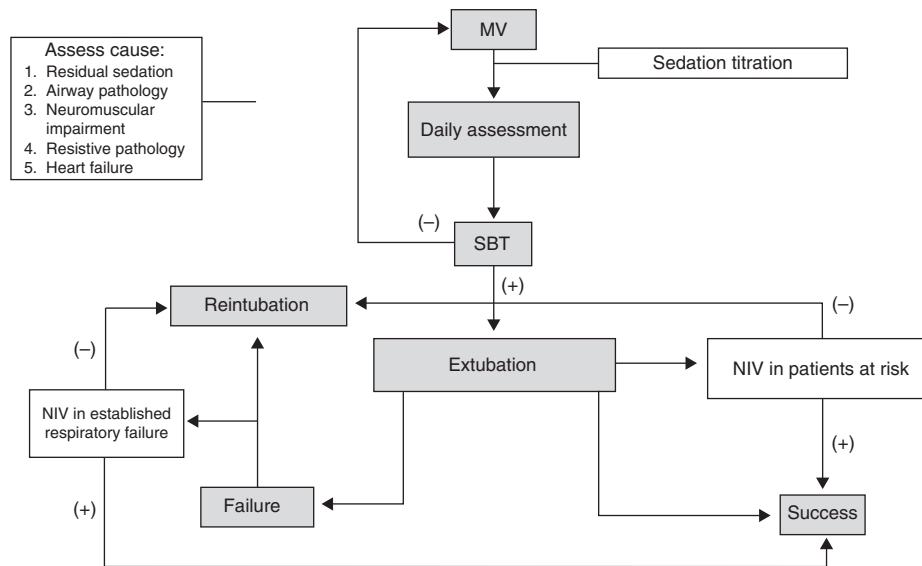 Assess cause:
1. Residual sedation
2. Airway pathology
3. Neuromuscular
impairment
4. Resistive pathology
5. Heart failure
MV
Sedation titration
Daily assessment
(–)
SBT
(+)
Reintubation
(–)
(–)
Extubation
NIV in patients at risk
NIV in established
respiratory failure
(+)
(+)
Failure
Success